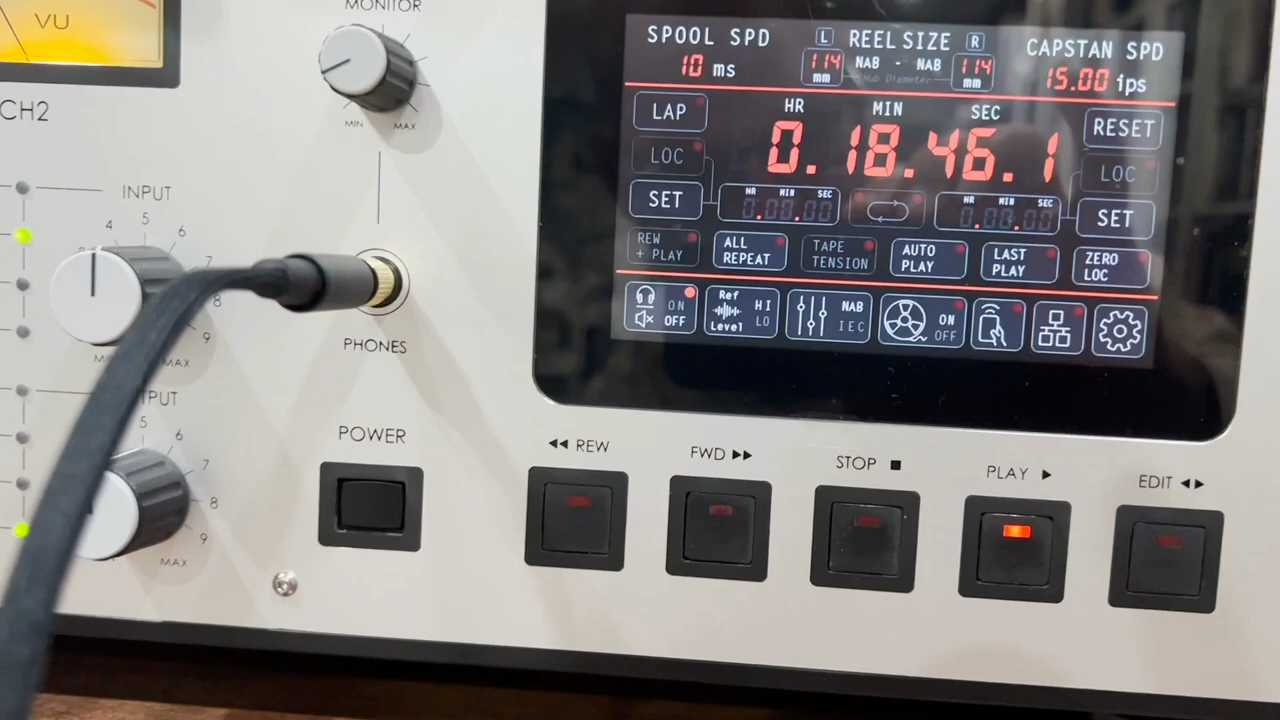 VU
CH2
INPUT
4 5 6
7
8
9
MAX
5 6
7
8
9
MAX
MONITOR
MIN MAX
PHONES
POWER
SPOOL SPD
10 ms
L REEL SIZE R
114 mm NAB - NAB 114 mm
Hub Diameter
CAPSTAN SPD
15.00 ips
HR MIN SEC
0.18.46.1
LAP
LOC
SET
RESET
LOC
SET
HR MIN SEC
0.00.00
HR MIN SEC
0.00.00
REW + PLAY
ALL REPEAT
TAPE TENSION
AUTO PLAY
LAST PLAY
ZERO LOC
ON OFF
Ref Level HI LO
NAB IEC
ON OFF
◀◀ REW
FWD ▶▶
STOP ■
PLAY ▶
EDIT ◀▶